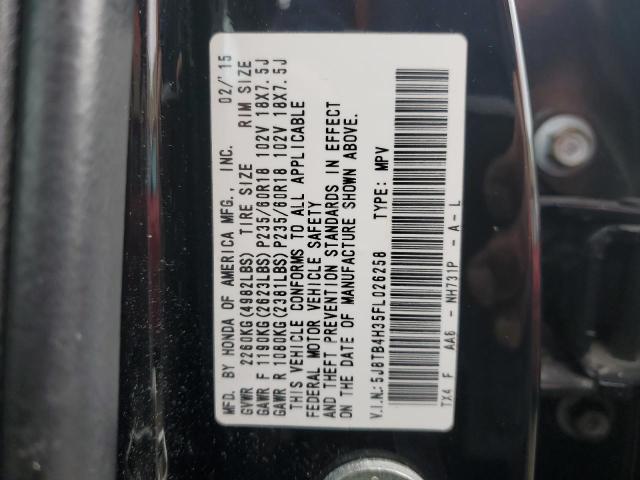 MFD. BY HONDA OF AMERICA MFG., INC. 02/'15
GVWR 2260KG(4982LBS) TIRE SIZE RIM SIZE
GAWR F 1190KG(2623LBS) P235/60R18 102V 18X7.5J
GAWR R 1080KG(2381LBS) P235/60R18 102V 18X7.5J
THIS VEHICLE CONFORMS TO ALL APPLICABLE
FEDERAL MOTOR VEHICLE SAFETY
AND THEFT PREVENTION STANDARDS IN EFFECT
ON THE DATE OF MANUFACTURE SHOWN ABOVE.
V.I.N.: 5J8TB4H35FL026258 TYPE: MPV
TX4 F AA6 - NH731P - A - L